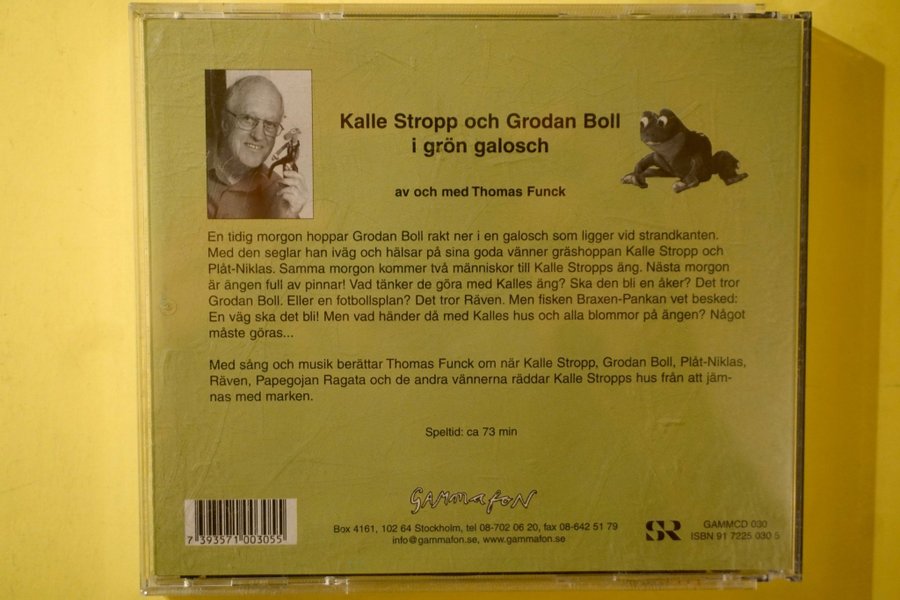 Kalle Stropp och Grodan Boll
i grön galosch
av och med Thomas Funck
En tidig morgon hoppar Grodan Boll rakt ner i en galosch som ligger vid strandkanten.
Med den seglar han iväg och hälsar på sina goda vänner gräshoppan Kalle Stropp och
Plåt-Niklas. Samma morgon kommer två människor till Kalle Stropps äng. Nästa morgon
är ängen full av pinnar! Vad tänker de göra med Kalles äng? Ska den bli en åker? Det tror
Grodan Boll. Eller en fotbollsplan? Det tror Räven. Men fisken Braxen-Pankan vet besked:
En väg ska det bli! Men vad händer då med Kalles hus och alla blommor på ängen? Något
måste göras...
Med sång och musik berättar Thomas Funck om när Kalle Stropp, Grodan Boll, Plåt-Niklas,
Räven, Papegojan Ragata och de andra vännerna räddar Kalle Stropps hus från att jäm-
nas med marken.
Speltid: ca 73 min
GAMMAFON
Box 4161, 102 64 Stockholm, tel 08-702 06 20, fax 08-642 51 79
info@gammafon.se, www.gammafon.se
SR
GAMMCD 030
ISBN 91 7225 030 5
7 393571 003055